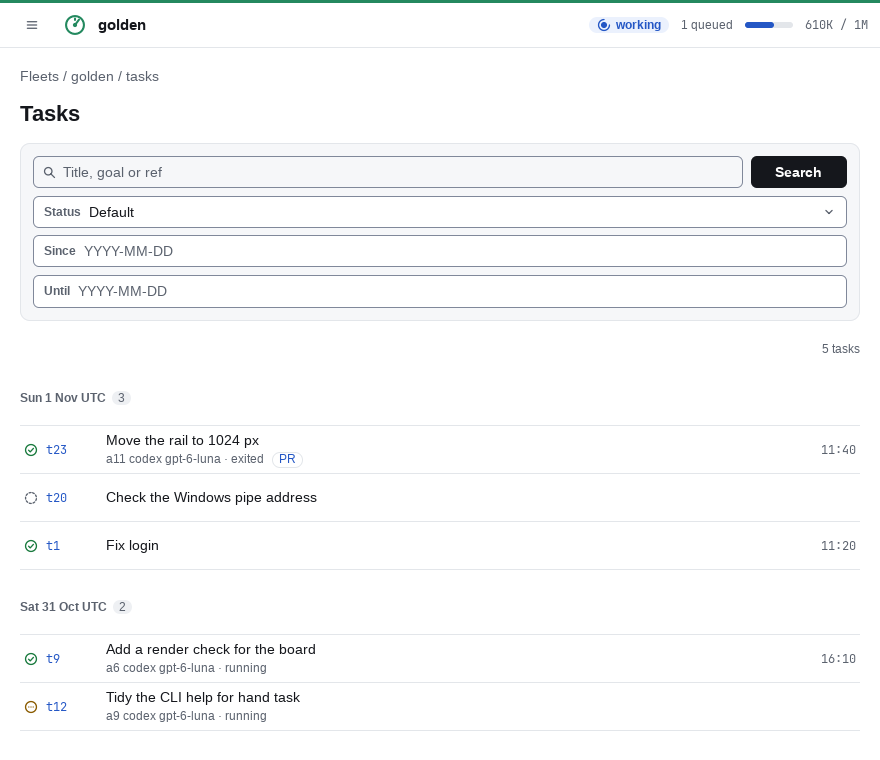 golden
working
1 queued
610K / 1M
Fleets / golden / tasks
Tasks
Title, goal or ref
Search
Status Default
Since YYYY-MM-DD
Until YYYY-MM-DD
5 tasks
Sun 1 Nov UTC 3
t23 Move the rail to 1024 px 11:40
a11 codex gpt-6-luna · exited PR
t20 Check the Windows pipe address
t1 Fix login 11:20
Sat 31 Oct UTC 2
t9 Add a render check for the board 16:10
a6 codex gpt-6-luna · running
t12 Tidy the CLI help for hand task
a9 codex gpt-6-luna · running